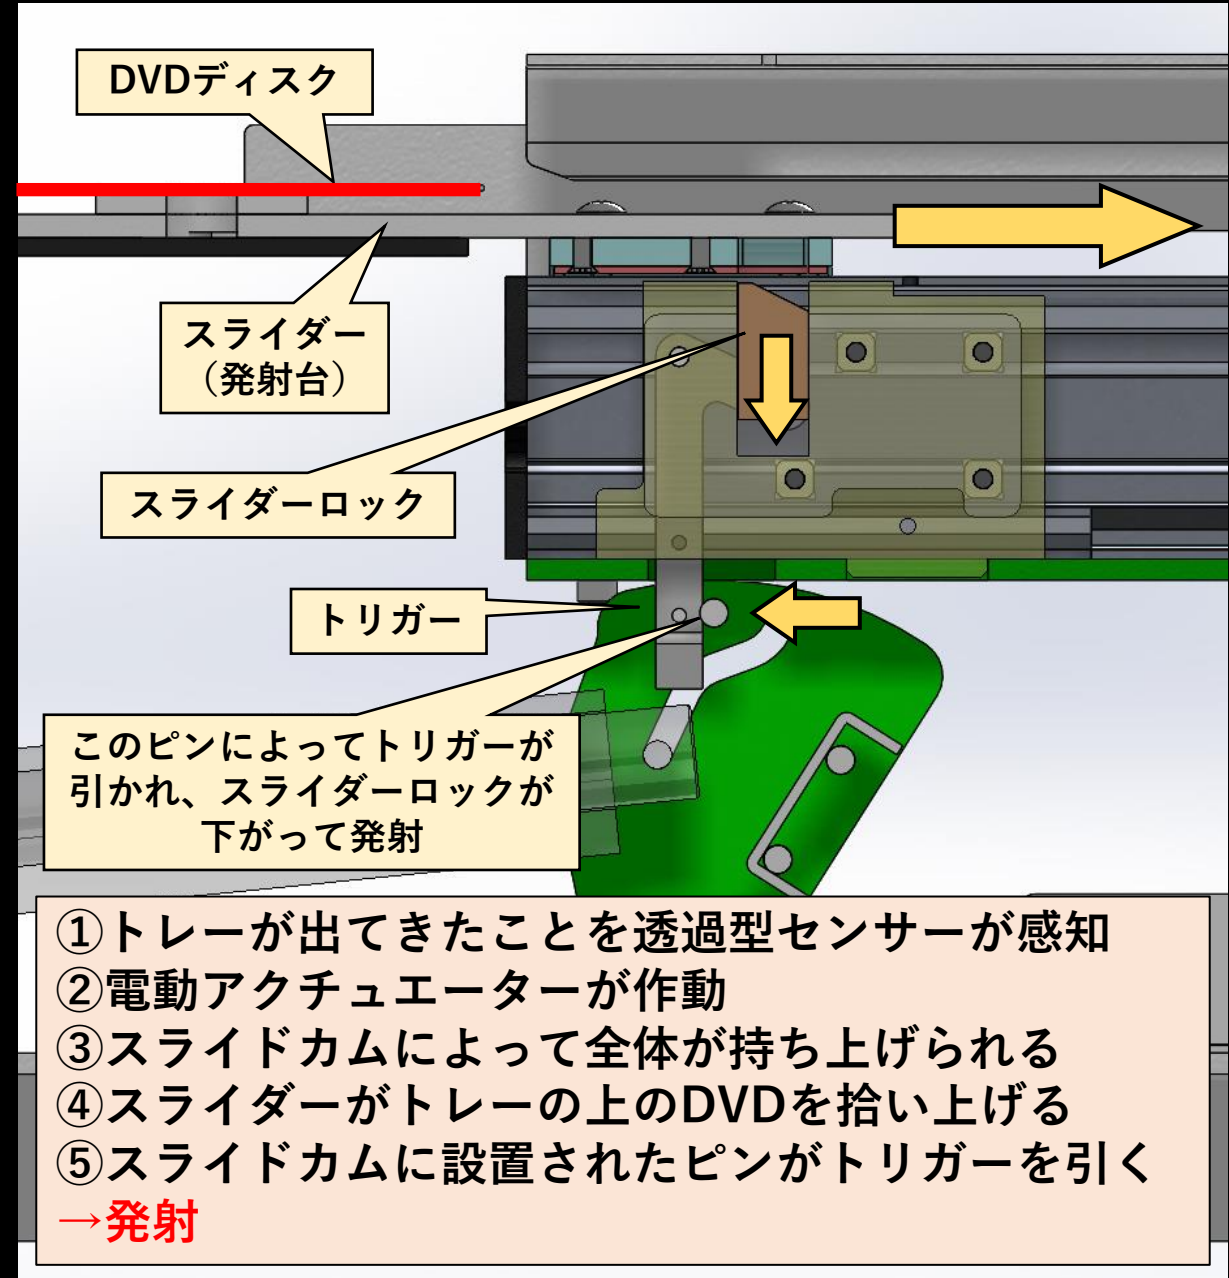 DVDディスク
スライダー
（発射台）
スライダーロック
トリガー
このピンによってトリガーが
引かれ、スライダーロックが
下がって発射
①トレーが出てきたことを透過型センサーが感知
②電動アクチュエーターが作動
③スライドカムによって全体が持ち上げられる
④スライダーがトレーの上のDVDを拾い上げる
⑤スライドカムに設置されたピンがトリガーを引く
→発射